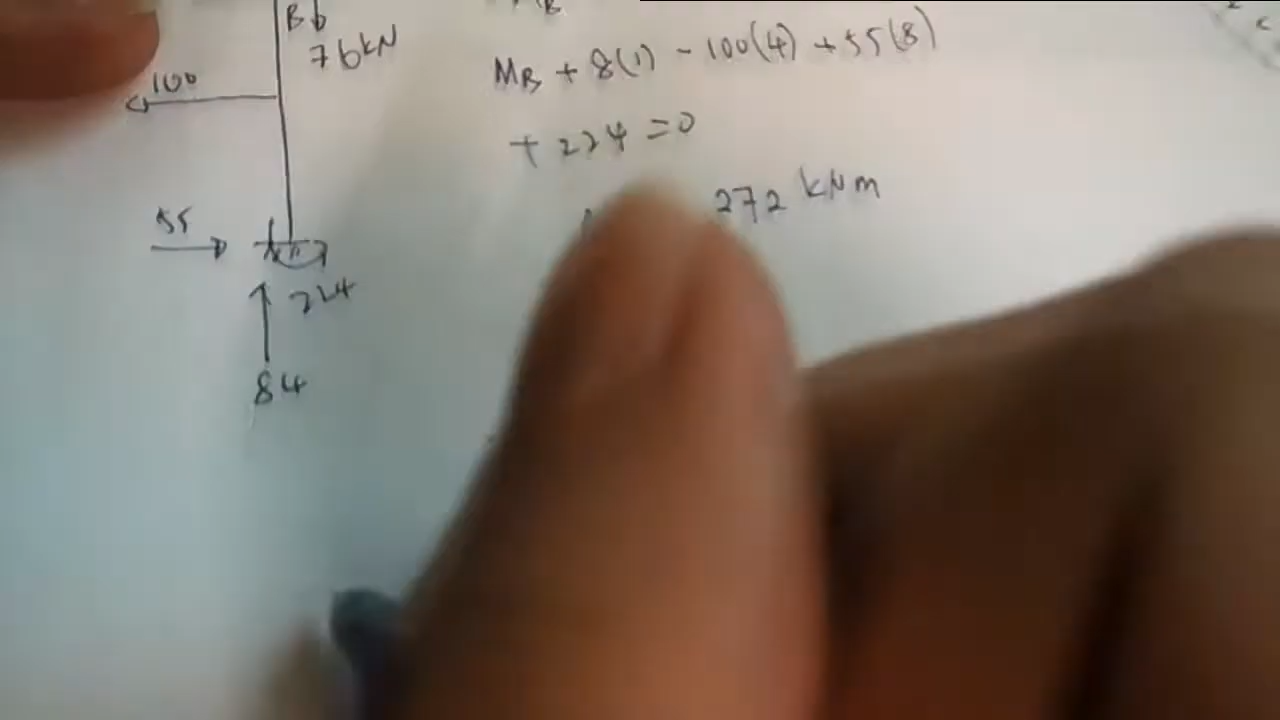 B
76kN
100
55
224
84
MB + 8(1) - 100(4) + 55(8)
+ 224 = 0
272 kNm